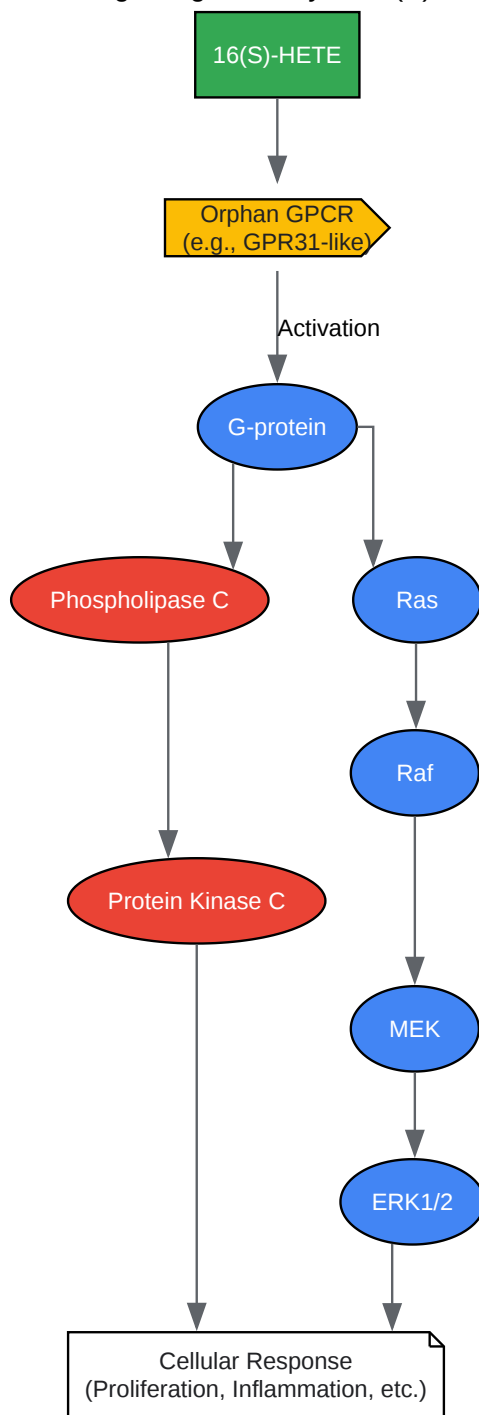 16(S)-HETE
Orphan GPCR
(e.g., GPR31-like)
Activation
G-protein
Phospholipase C
Ras
Raf
Protein Kinase C
MEK
ERK1/2
Cellular Response
(Proliferation, Inflammation, etc.)